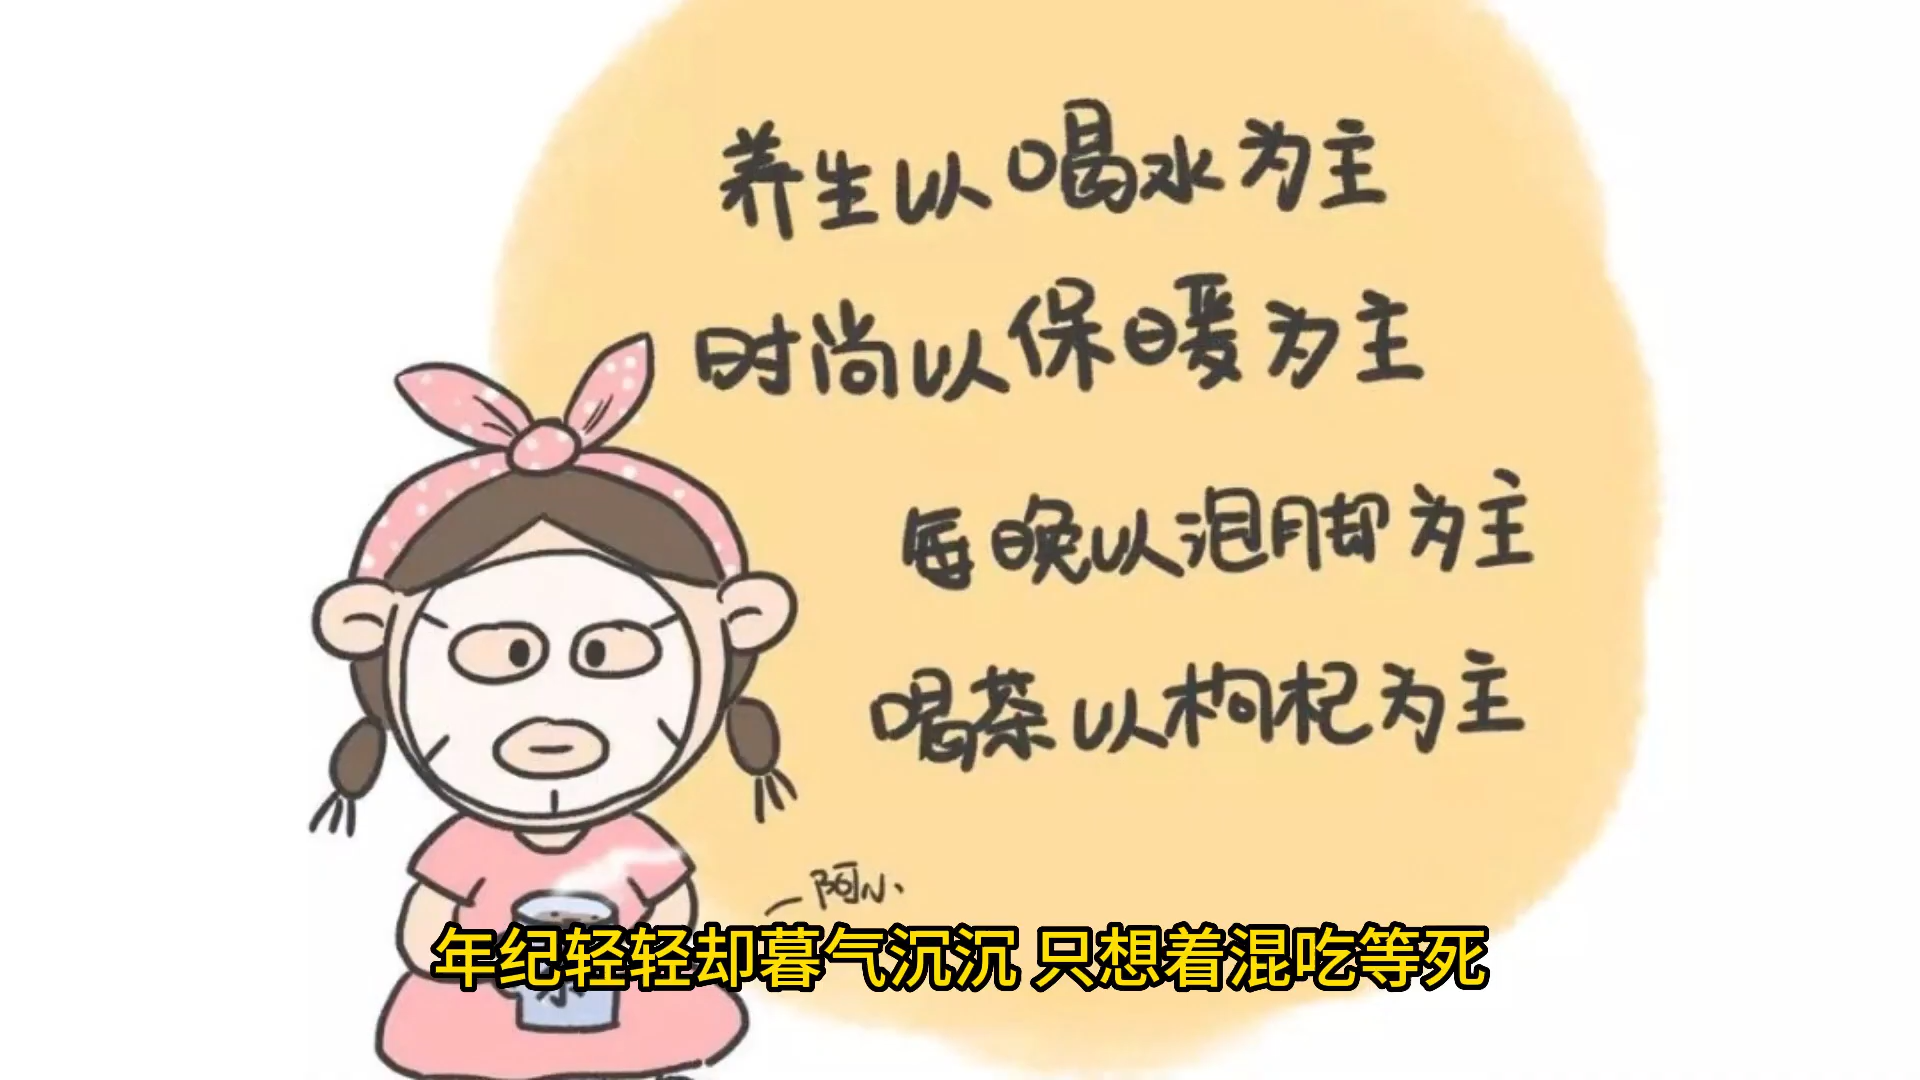 养生以喝水为主
时尚以保暖为主
每晚以泡脚为主
喝茶以枸杞为主
—阿小、
年纪轻轻却暮气沉沉 只想着混吃等死
水